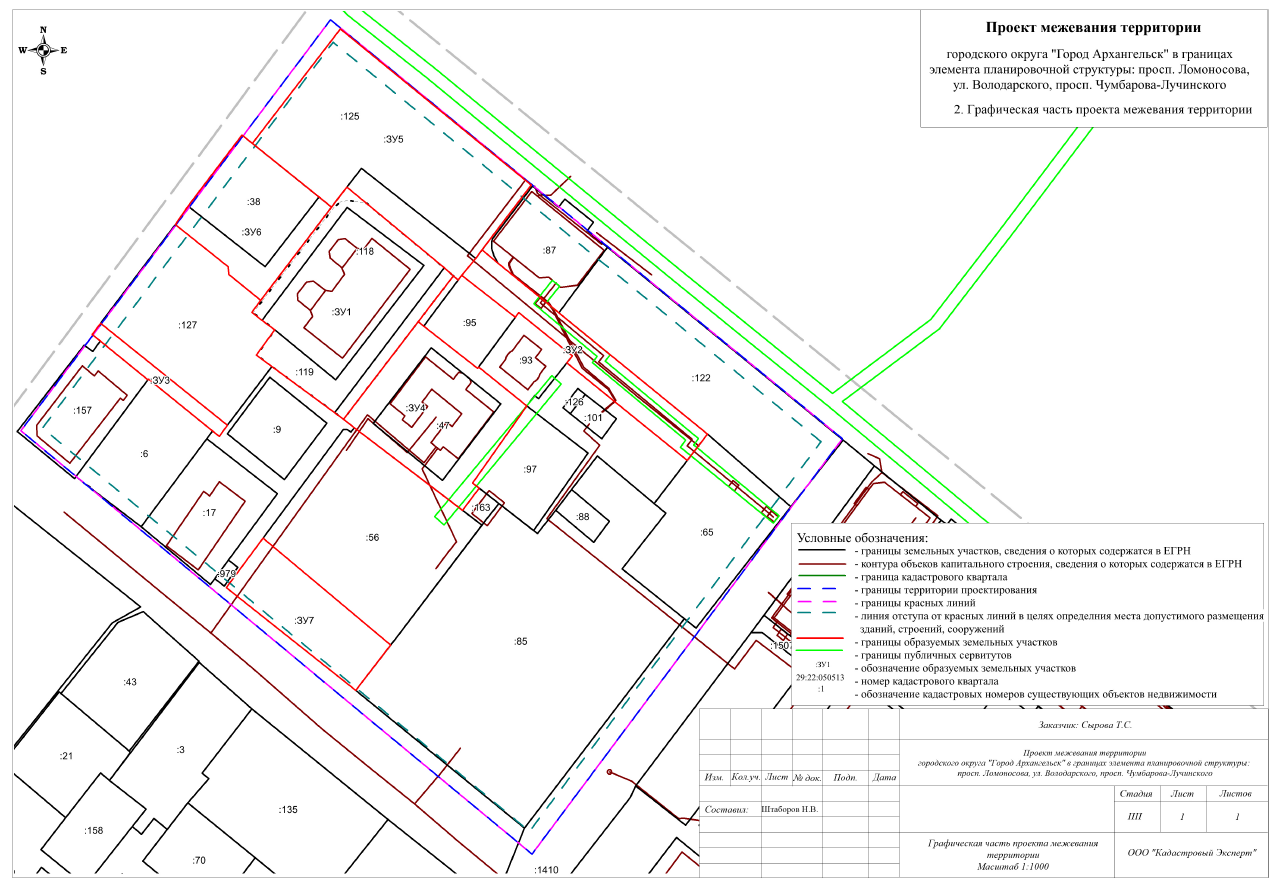 N
W E
S
Проект межевания территории
городского округа "Город Архангельск" в границах
элемента планировочной структуры: просп. Ломоносова,
ул. Володарского, просп. Чумбарова-Лучинского
2. Графическая часть проекта межевания территории
:125
:ЗУ5
:38
:ЗУ6
:87
:118
:ЗУ1
:127
:95
:ЗУ2
:93
:119
:122
:ЗУ3
:157
:ЗУ4
:47
:126
:101
:9
:6
:97
:17
:163
:88
:56
:65
:979
:ЗУ7
:85
:1507
:43
:21
:3
:135
:158
:70
:1410
Условные обозначения:
- границы земельных участков, сведения о которых содержатся в ЕГРН
- контура объеков капитального строения, сведения о которых содержатся в ЕГРН
- граница кадастрового квартала
- границы территории проектирования
- границы красных линий
- линия отступа от красных линий в целях определния места допустимого размещения
зданий, строений, сооружений
- границы образуемых земельных участков
- границы публичных сервитутов
:ЗУ1 - обозначение образуемых земельных участков
29:22:050513 - номер кадастрового квартала
:1 - обозначение кадастровых номеров существующих объектов недвижимости
Заказчик: Сырова Т.С.
Проект межевания территории
городского округа "Город Архангельск" в границах элемента планировочной структуры:
просп. Ломоносова, ул. Володарского, просп. Чумбарова-Лучинского
Изм. Кол.уч. Лист № док. Подп. Дата
Стадия Лист Листов
Составил: Штаборов Н.В.
ПП 1 1
Графическая часть проекта межевания
территории
Масштаб 1:1000
ООО "Кадастровый Эксперт"